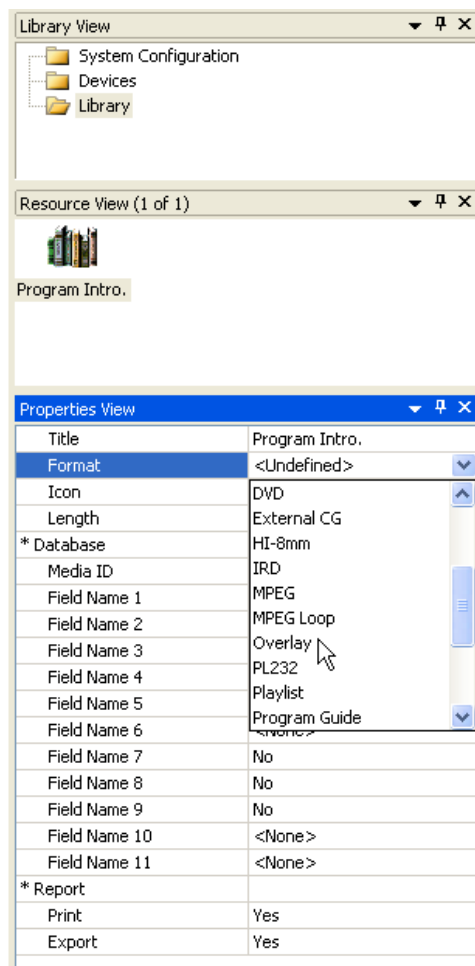 Library View
System Configuration
Devices
Library
Resource View (1 of 1)
Program Intro.
Properties View
Title Program Intro.
Format <Undefined>
Icon DVD
Length External CG
* Database HI-8mm
Media ID IRD
Field Name 1 MPEG
Field Name 2 MPEG Loop
Field Name 3 Overlay
Field Name 4 PL232
Field Name 5 Playlist
Field Name 6 Program Guide
<None>
Field Name 7 No
Field Name 8 No
Field Name 9 No
Field Name 10 <None>
Field Name 11 <None>
* Report
Print Yes
Export Yes